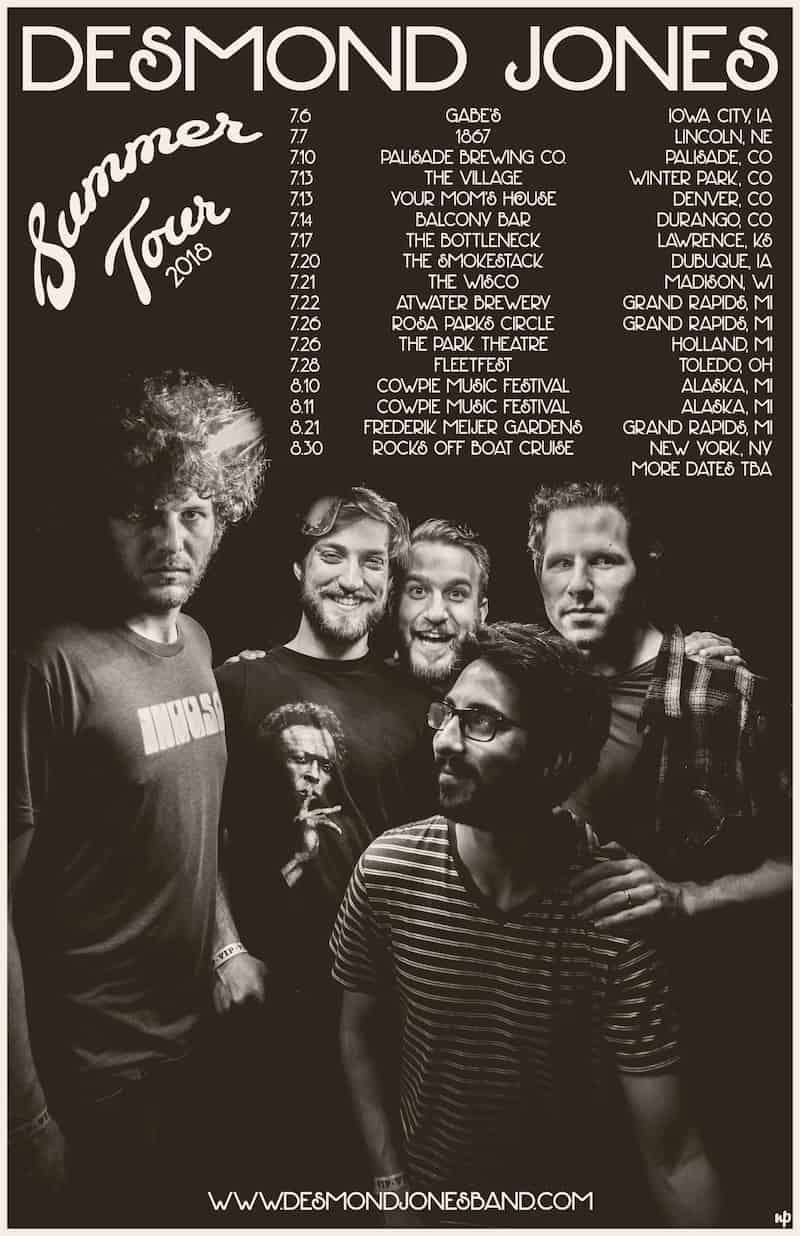 DESMOND JONES
Summer
Tour
2018
7.6 GABE'S IOWA CITY, IA
7.7 1867 LINCOLN, NE
7.10 PALISADE BREWING CO. PALISADE, CO
7.13 THE VILLAGE WINTER PARK, CO
7.13 YOUR MOM'S HOUSE DENVER, CO
7.14 BALCONY BAR DURANGO, CO
7.17 THE BOTTLENECK LAWRENCE, KS
7.20 THE SMOKESTACK DUBUQUE, IA
7.21 THE WISCO MADISON, WI
7.22 ATWATER BREWERY GRAND RAPIDS, MI
7.26 ROSA PARKS CIRCLE GRAND RAPIDS, MI
7.26 THE PARK THEATRE HOLLAND, MI
7.28 FLEETFEST TOLEDO, OH
8.10 COWPIE MUSIC FESTIVAL ALASKA, MI
8.11 COWPIE MUSIC FESTIVAL ALASKA, MI
8.21 FREDERIK MEIJER GARDENS GRAND RAPIDS, MI
8.30 ROCKS OFF BOAT CRUISE NEW YORK, NY
MORE DATES TBA
VIP
VIP
VIP
WWW.DESMONDJONESBAND.COM